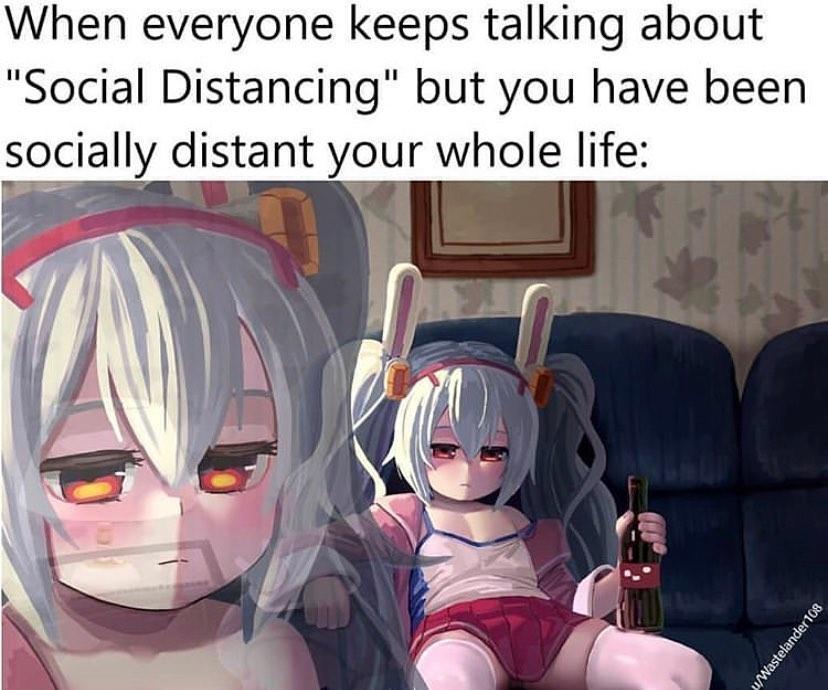 When everyone keeps talking about
"Social Distancing" but you have been
socially distant your whole life:
u/Wastelander108